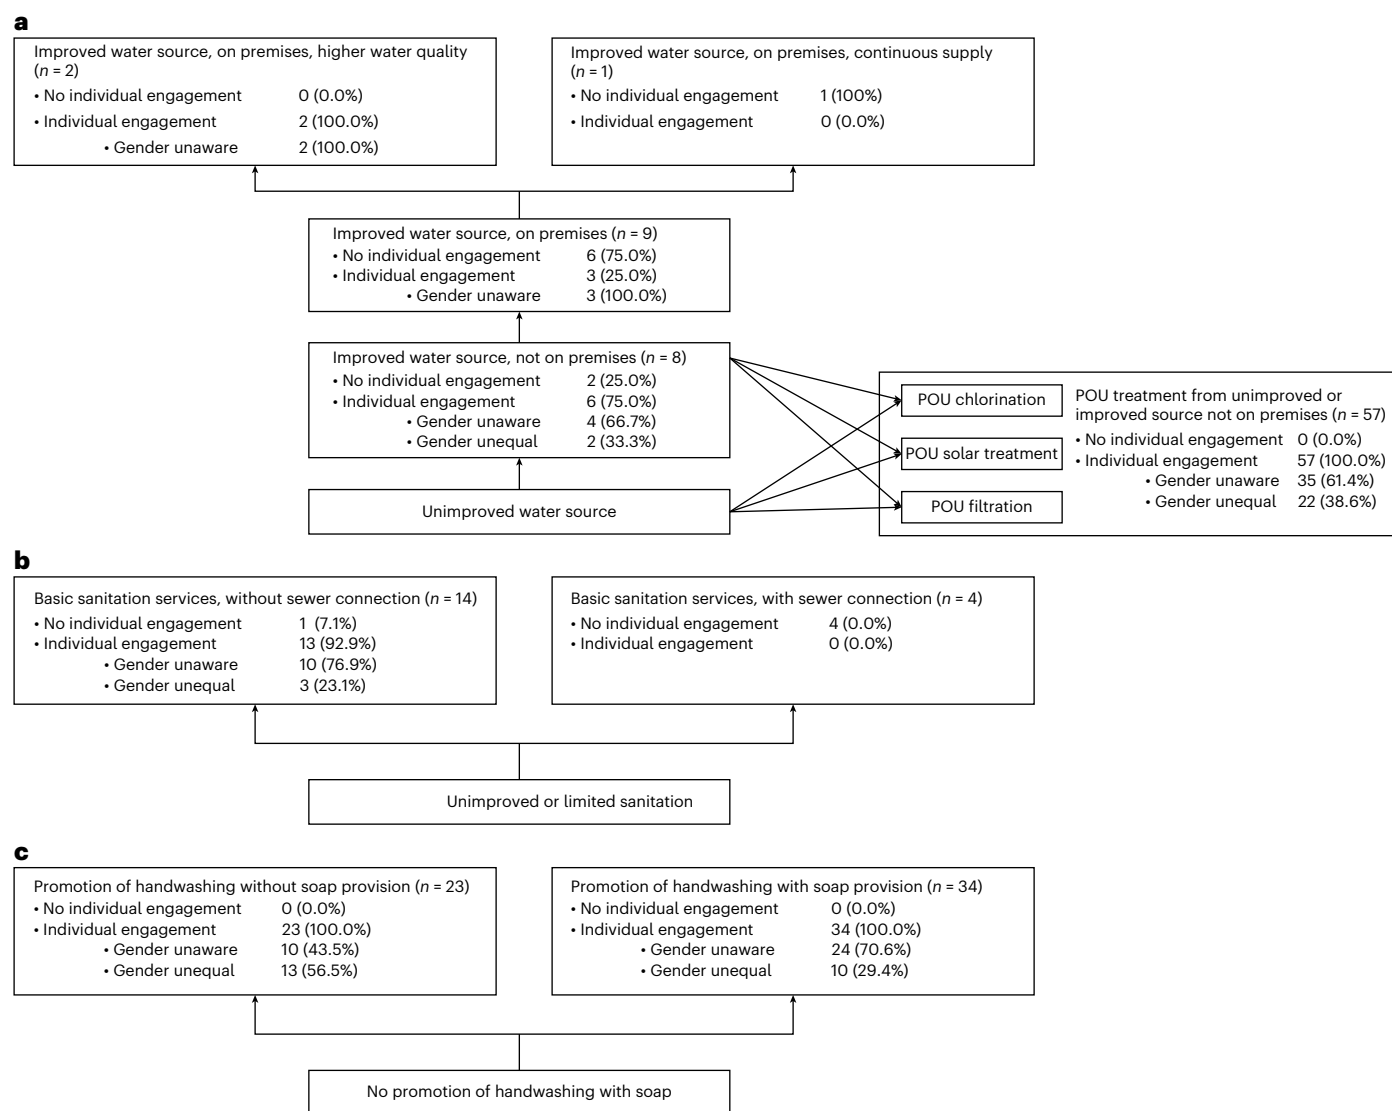 a
Improved water source, on premises, higher water quality
(n = 2)
• No individual engagement 0 (0.0%)
• Individual engagement 2 (100.0%)
• Gender unaware 2 (100.0%)
Improved water source, on premises, continuous supply
(n = 1)
• No individual engagement 1 (100%)
• Individual engagement 0 (0.0%)
Improved water source, on premises (n = 9)
• No individual engagement 6 (75.0%)
• Individual engagement 3 (25.0%)
• Gender unaware 3 (100.0%)
Improved water source, not on premises (n = 8)
• No individual engagement 2 (25.0%)
• Individual engagement 6 (75.0%)
• Gender unaware 4 (66.7%)
• Gender unequal 2 (33.3%)
Unimproved water source
POU chlorination
POU solar treatment
POU filtration
POU treatment from unimproved or
improved source not on premises (n = 57)
• No individual engagement 0 (0.0%)
• Individual engagement 57 (100.0%)
• Gender unaware 35 (61.4%)
• Gender unequal 22 (38.6%)
b
Basic sanitation services, without sewer connection (n = 14)
• No individual engagement 1 (7.1%)
• Individual engagement 13 (92.9%)
• Gender unaware 10 (76.9%)
• Gender unequal 3 (23.1%)
Basic sanitation services, with sewer connection (n = 4)
• No individual engagement 4 (0.0%)
• Individual engagement 0 (0.0%)
Unimproved or limited sanitation
c
Promotion of handwashing without soap provision (n = 23)
• No individual engagement 0 (0.0%)
• Individual engagement 23 (100.0%)
• Gender unaware 10 (43.5%)
• Gender unequal 13 (56.5%)
Promotion of handwashing with soap provision (n = 34)
• No individual engagement 0 (0.0%)
• Individual engagement 34 (100.0%)
• Gender unaware 24 (70.6%)
• Gender unequal 10 (29.4%)
No promotion of handwashing with soap